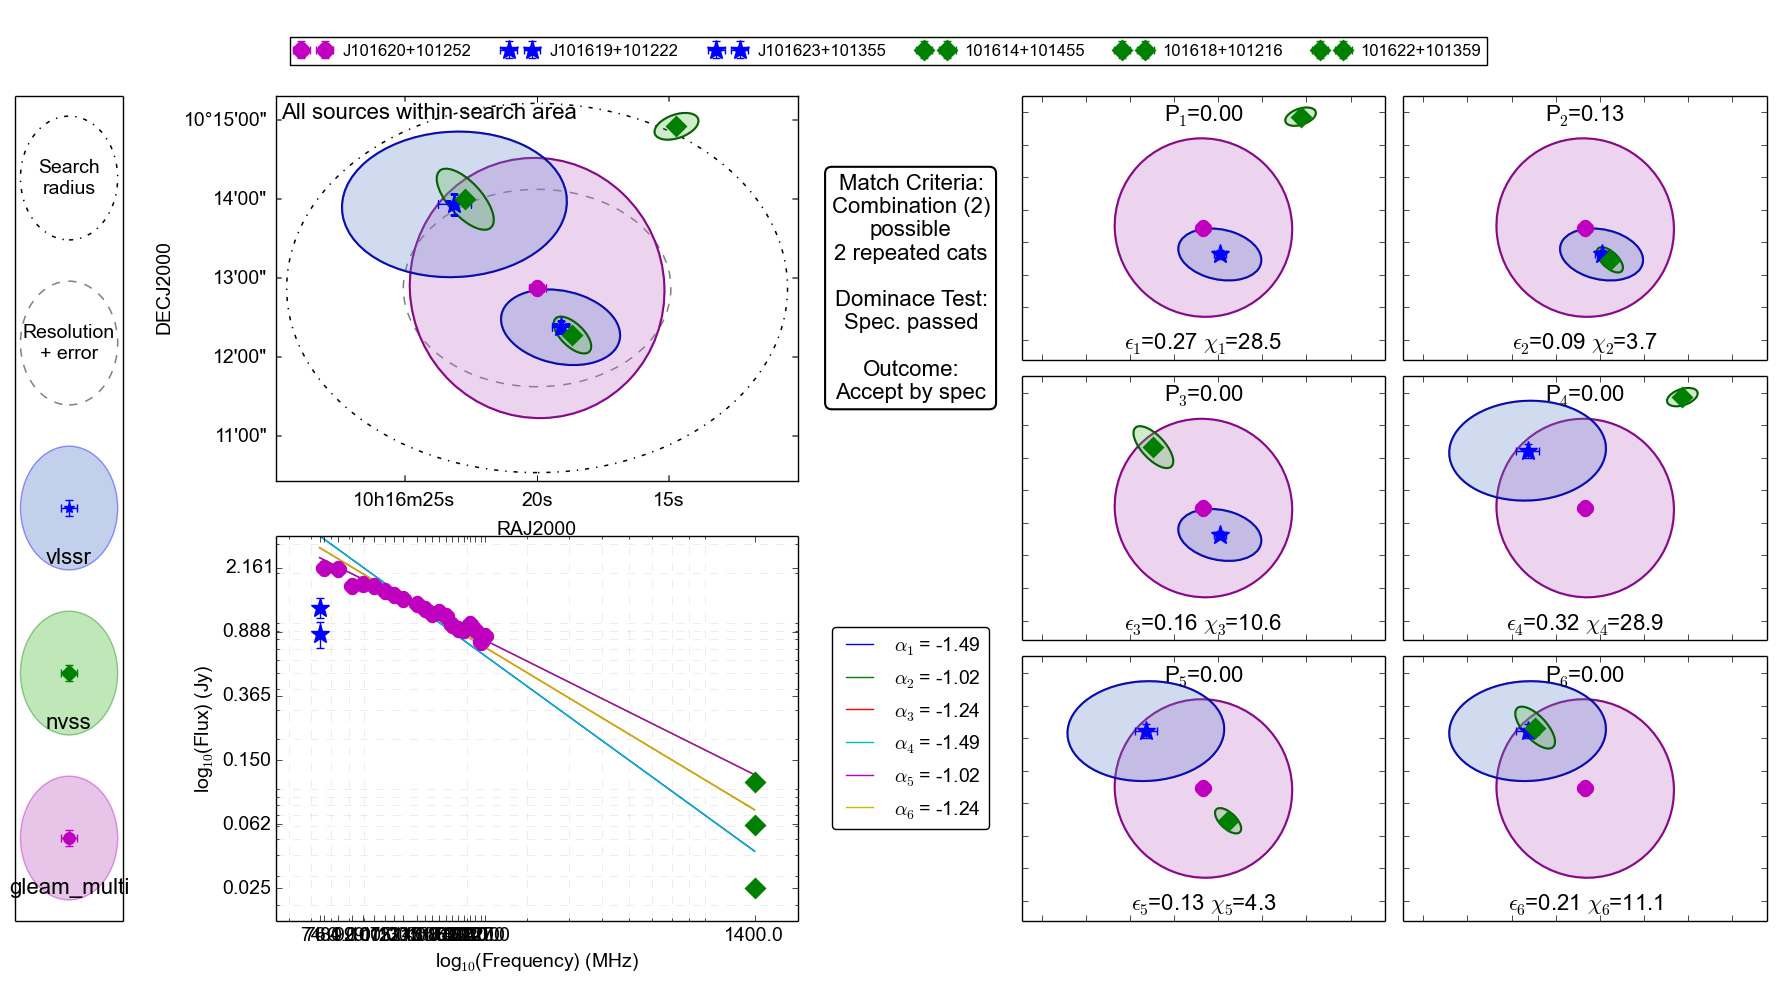 J101620+101252 J101619+101222 J101623+101355 101614+101455 101618+101216 101622+101359
Search
radius
Resolution
+ error
vlssr
nvss
gleam_multi
All sources within search area
DECJ2000
10°15'00"
14'00"
13'00"
12'00"
11'00"
10h16m25s 20s 15s
RAJ2000
Match Criteria:
Combination (2)
possible
2 repeated cats
Dominace Test:
Spec. passed
Outcome:
Accept by spec
log₁₀(Flux) (Jy)
2.161
0.888
0.365
0.150
0.062
0.025
1400.0
log₁₀(Frequency) (MHz)
α₁ = -1.49
α₂ = -1.02
α₃ = -1.24
α₄ = -1.49
α₅ = -1.02
α₆ = -1.24
P₁=0.00
ϵ₁=0.27 χ₁=28.5
P₂=0.13
ϵ₂=0.09 χ₂=3.7
P₃=0.00
ϵ₃=0.16 χ₃=10.6
P₄=0.00
ϵ₄=0.32 χ₄=28.9
P₅=0.00
ϵ₅=0.13 χ₅=4.3
P₆=0.00
ϵ₆=0.21 χ₆=11.1